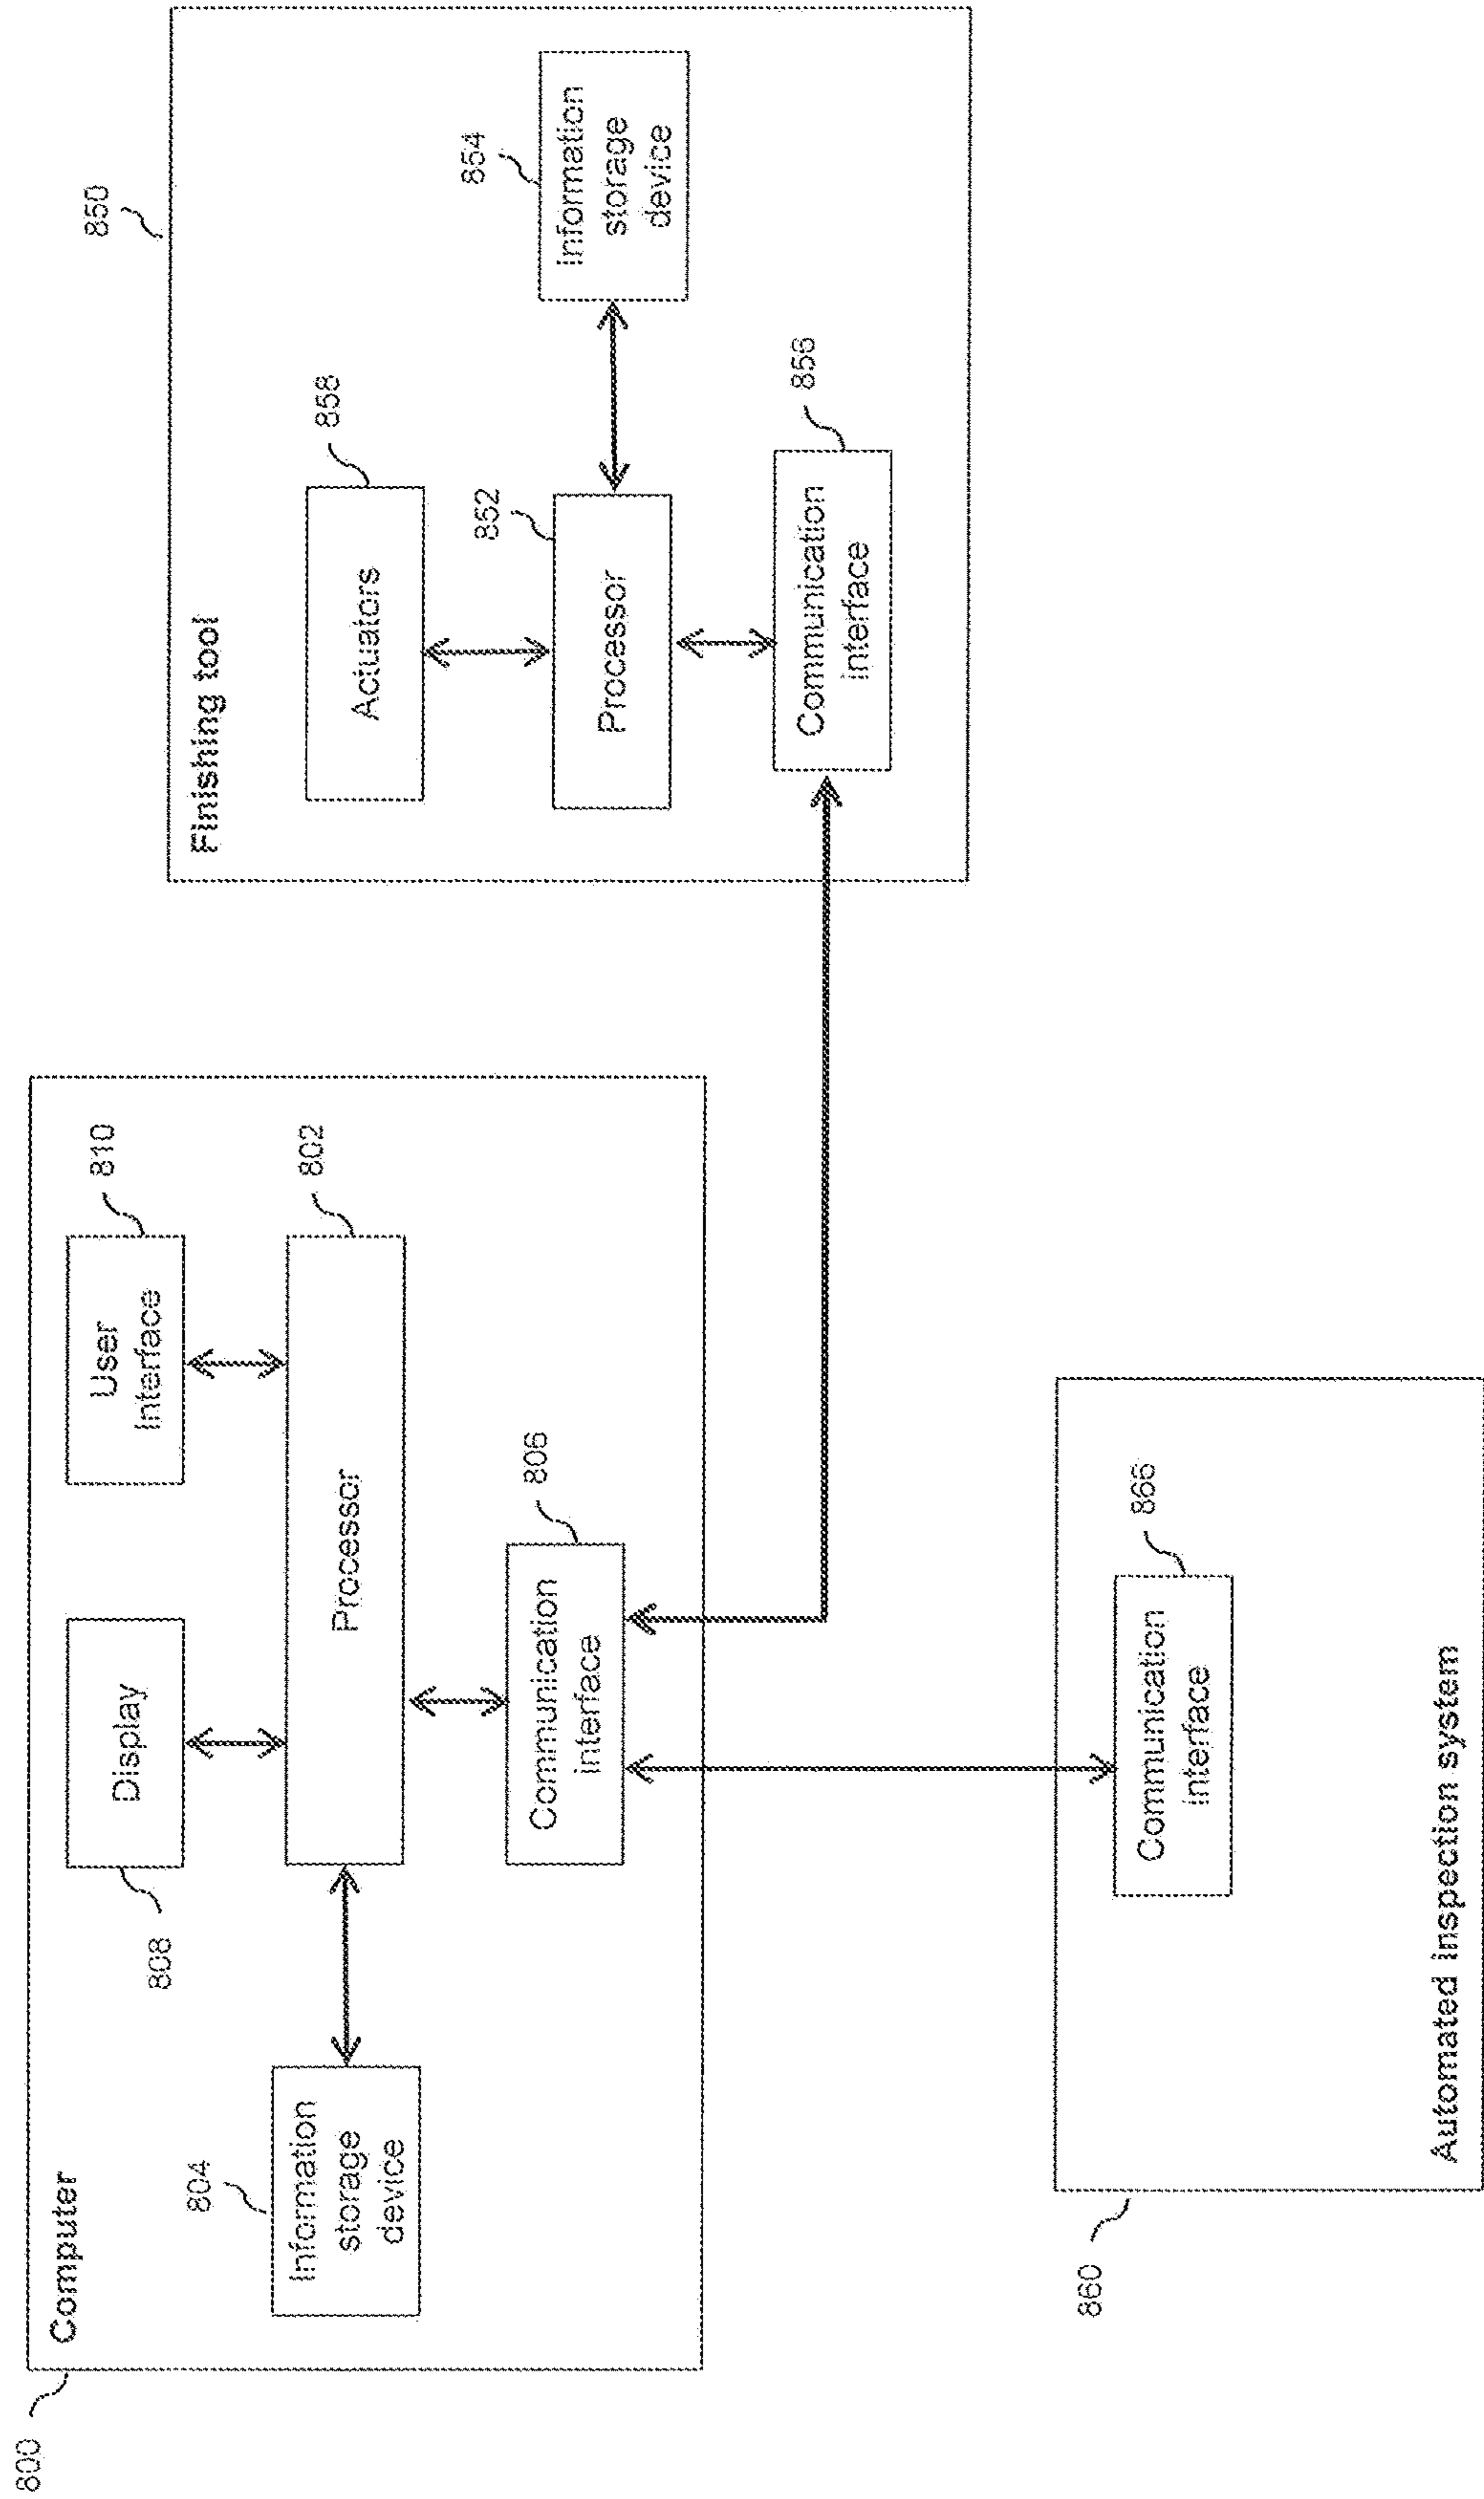 800
Computer
808
Display
810
User
Interface
804
Information
storage
device
Processor
802
Communication
interface
806
Finishing tool
850
Actuators
858
Processor
852
Information
storage
device
854
Communication
interface
856
860
Communication
interface
866
Automated inspection system